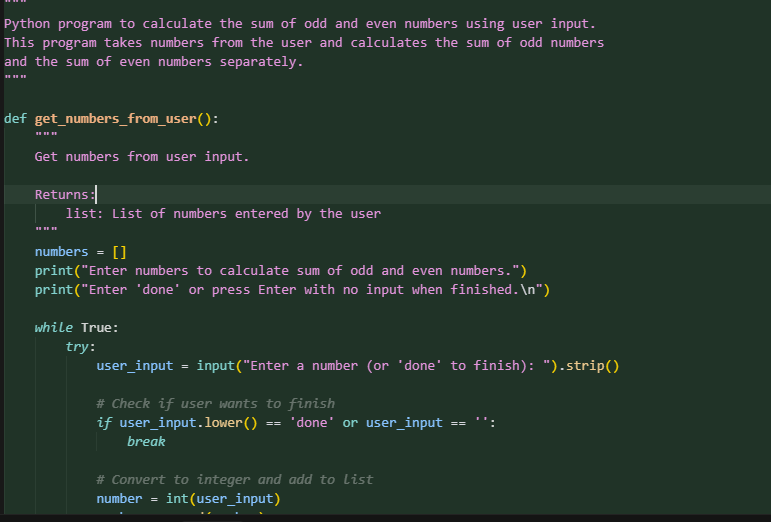 """
Python program to calculate the sum of odd and even numbers using user input.
This program takes numbers from the user and calculates the sum of odd numbers
and the sum of even numbers separately.
"""
def get_numbers_from_user():
    """
    Get numbers from user input.
    Returns:
        list: List of numbers entered by the user
    """
    numbers = []
    print("Enter numbers to calculate sum of odd and even numbers.")
    print("Enter 'done' or press Enter with no input when finished.\n")
    while True:
        try:
            user_input = input("Enter a number (or 'done' to finish): ").strip()
            # Check if user wants to finish
            if user_input.lower() == 'done' or user_input == '':
                break
            # Convert to integer and add to list
            number = int(user_input)